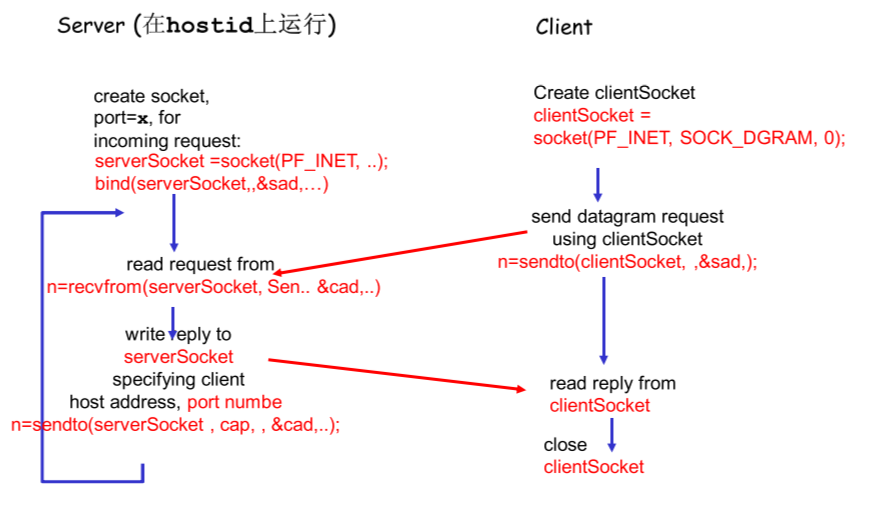 Server (在hostid上运行)
create socket,
port=x, for
incoming request:
serverSocket =socket(PF_INET, ..);
bind(serverSocket,,&sad,…)
read request from
n=recvfrom(serverSocket, Sen.. &cad,..)
write reply to
serverSocket
specifying client
host address, port numbe
n=sendto(serverSocket , cap, , &cad,..);
Client
Create clientSocket
clientSocket =
socket(PF_INET, SOCK_DGRAM, 0);
send datagram request
using clientSocket
n=sendto(clientSocket, ,&sad,);
read reply from
clientSocket
close
clientSocket